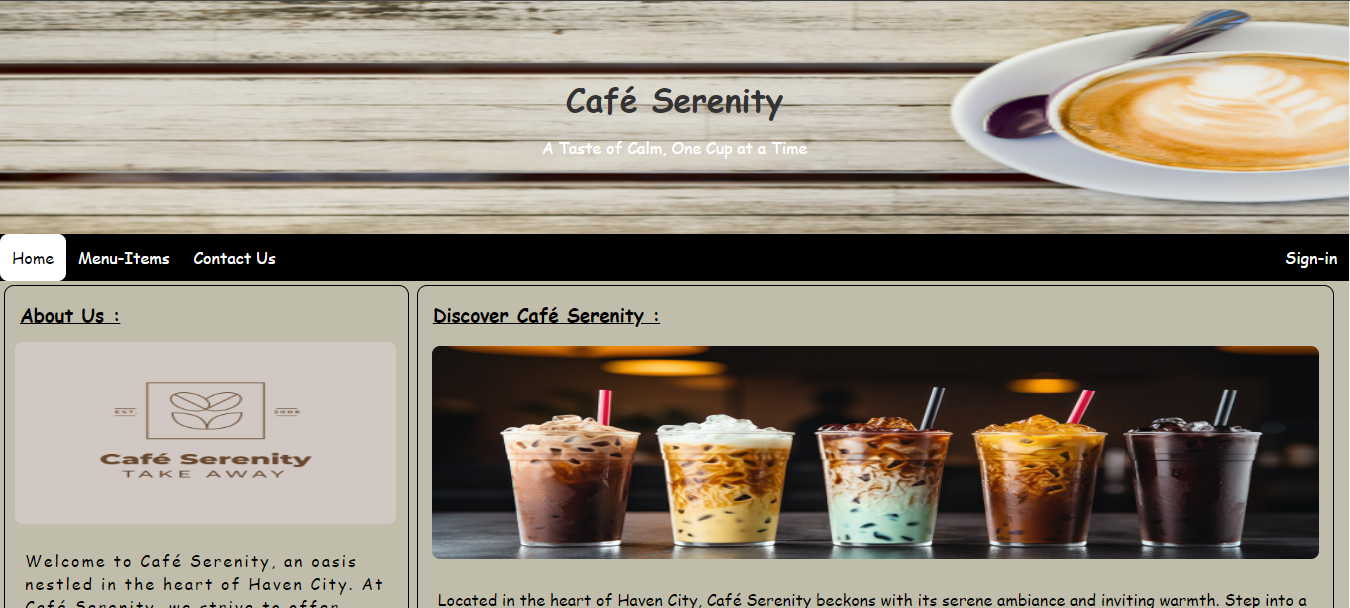 Café Serenity
A Taste of Calm, One Cup at a Time
Home Menu-Items Contact Us Sign-in
About Us :
EST.
Café Serenity
TAKE AWAY
Welcome to Café Serenity, an oasis
nestled in the heart of Haven City. At
Café Serenity, we strive to offer
Discover Café Serenity :
Located in the heart of Haven City, Café Serenity beckons with its serene ambiance and inviting warmth. Step into a